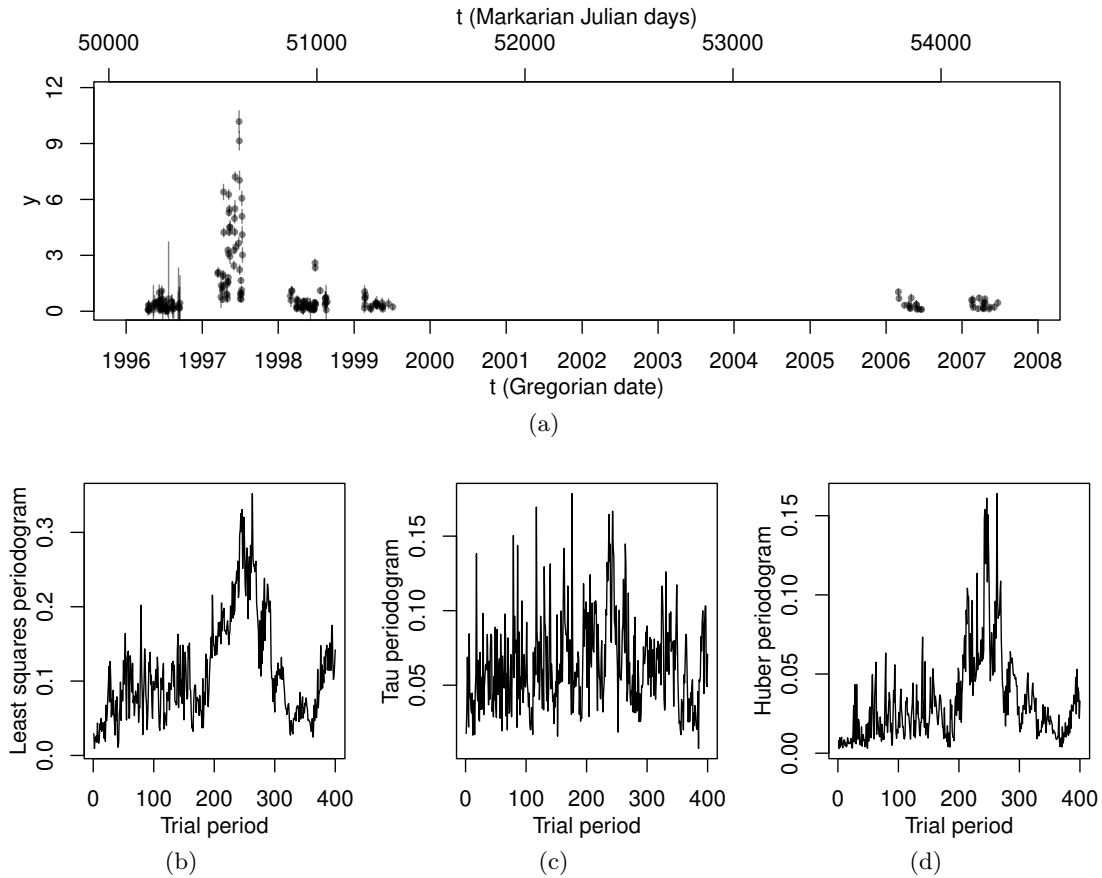 t (Markarian Julian days)
50000 51000 52000 53000 54000
y
0 3 6 9 12
1996 1997 1998 1999 2000 2001 2002 2003 2004 2005 2006 2007 2008
t (Gregorian date)
(a)
Least squares periodogram
0.0 0.1 0.2 0.3
0 100 200 300 400
Trial period
(b)
Tau periodogram
0.05 0.10 0.15
0 100 200 300 400
Trial period
(c)
Huber periodogram
0.00 0.05 0.10 0.15
0 100 200 300 400
Trial period
(d)